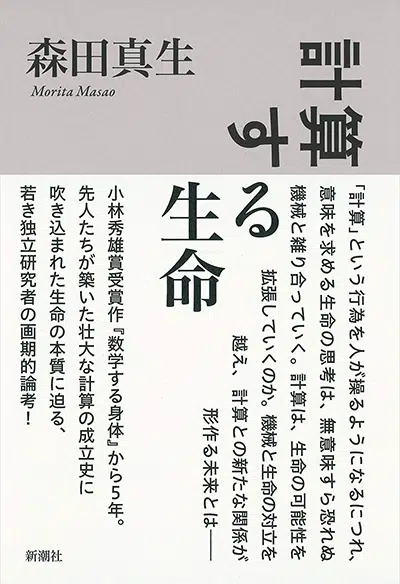 森田真生
Morita Masao
計算す
る
生命
「計算」という行為を人が操るようになるにつれ、
意味を求める生命の思考は、無意味すら恐れぬ
機械と雑り合っていく。計算は、生命の可能性を
拡張していくのか。機械と生命の対立を
越え、計算との新たな関係が
形作る未来とは――
小林秀雄賞受賞作『数学する身体』から5年。
先人たちが築いた壮大な計算の成立史に
吹き込まれた生命の本質に迫る、
若き独立研究者の画期的論考！
新潮社